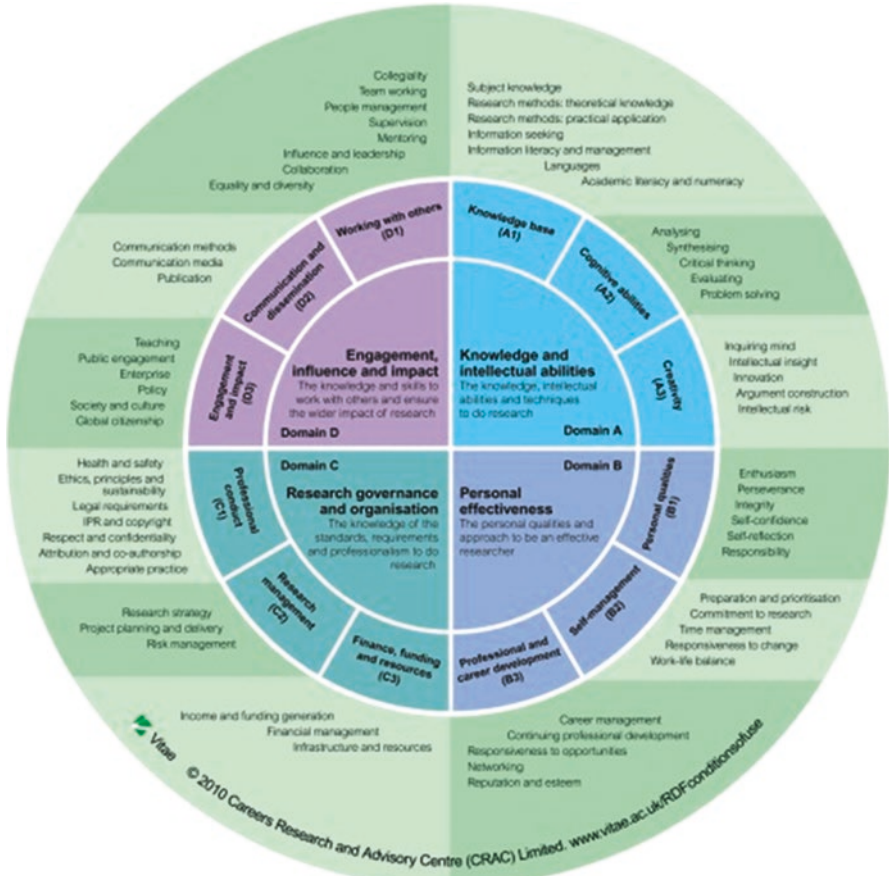 Collegiality
Team working
People management
Supervision
Mentoring
Influence and leadership
Collaboration
Equality and diversity
Subject knowledge
Research methods: theoretical knowledge
Research methods: practical application
Information seeking
Information literacy and management
Languages
Academic literacy and numeracy
Communication methods
Communication media
Publication
Analysing
Synthesising
Critical thinking
Evaluating
Problem solving
Teaching
Public engagement
Enterprise
Policy
Society and culture
Global citizenship
Inquiring mind
Intellectual insight
Innovation
Argument construction
Intellectual risk
Working with others
(D1)
Knowledge base
(A1)
Communication and
dissemination
(D2)
Cognitive abilities
(A2)
Engagement
and impact
(D3)
Creativity
(A3)
Engagement,
influence and impact
The knowledge and skills to
work with others and ensure
the wider impact of research
Domain D
Knowledge and
intellectual abilities
The knowledge, intellectual
abilities and techniques
to do research
Domain A
Domain C
Research governance
and organisation
The knowledge of the
standards, requirements
and professionalism to do
research
Domain B
Personal
effectiveness
The personal qualities and
approach to be an effective
researcher
Professional
conduct
(C1)
Personal qualities
(B1)
Research
management
(C2)
Self-management
(B2)
Finance, funding
and resources
(C3)
Professional and
career development
(B3)
Health and safety
Ethics, principles and
sustainability
Legal requirements
IPR and copyright
Respect and confidentiality
Attribution and co-authorship
Appropriate practice
Enthusiasm
Perseverance
Integrity
Self-confidence
Self-reflection
Responsibility
Research strategy
Project planning and delivery
Risk management
Preparation and prioritisation
Commitment to research
Time management
Responsiveness to change
Work-life balance
Income and funding generation
Financial management
Infrastructure and resources
Career management
Continuing professional development
Responsiveness to opportunities
Networking
Reputation and esteem
Vitae © 2010 Careers Research and Advisory Centre (CRAC) Limited. www.vitae.ac.uk/RDFconditionsofuse